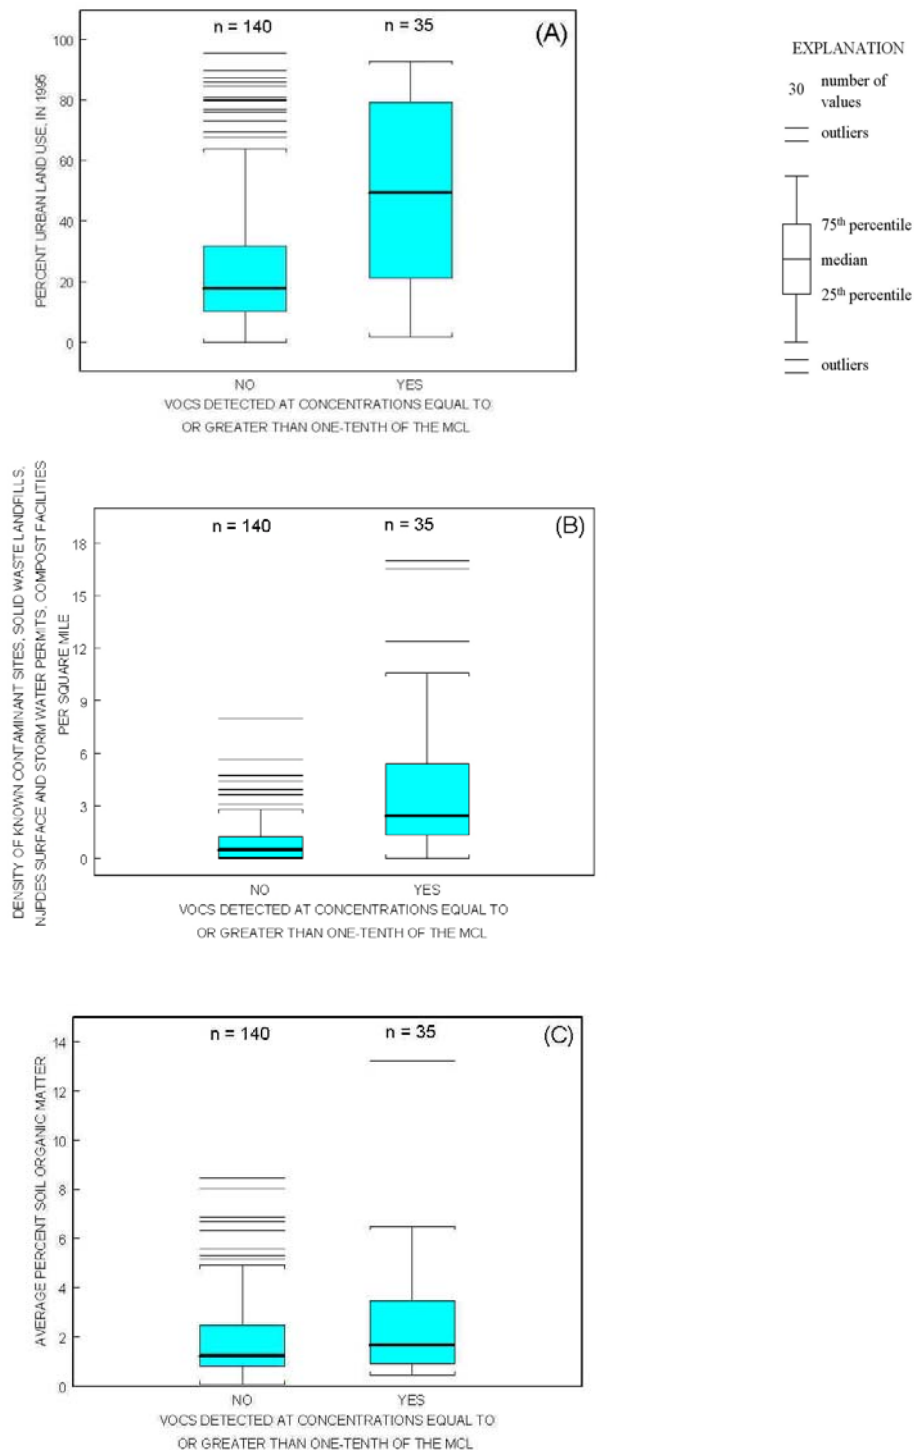 n = 140
n = 35
(A)
100
80
60
40
20
0
PERCENT URBAN LAND USE, IN 1995
NO
YES
VOCS DETECTED AT CONCENTRATIONS EQUAL TO
OR GREATER THAN ONE-TENTH OF THE MCL
EXPLANATION
30 number of
values
outliers
75th percentile
median
25th percentile
outliers
n = 140
n = 35
(B)
18
15
12
9
6
3
0
DENSITY OF KNOWN CONTAMINANT SITES, SOLID WASTE LANDFILLS,
NJPDES SURFACE AND STORM WATER PERMITS, COMPOST FACILITIES
PER SQUARE MILE
NO
YES
VOCS DETECTED AT CONCENTRATIONS EQUAL TO
OR GREATER THAN ONE-TENTH OF THE MCL
n = 140
n = 35
(C)
14
12
10
8
6
4
2
0
AVERAGE PERCENT SOIL ORGANIC MATTER
NO
YES
VOCS DETECTED AT CONCENTRATIONS EQUAL TO
OR GREATER THAN ONE-TENTH OF THE MCL